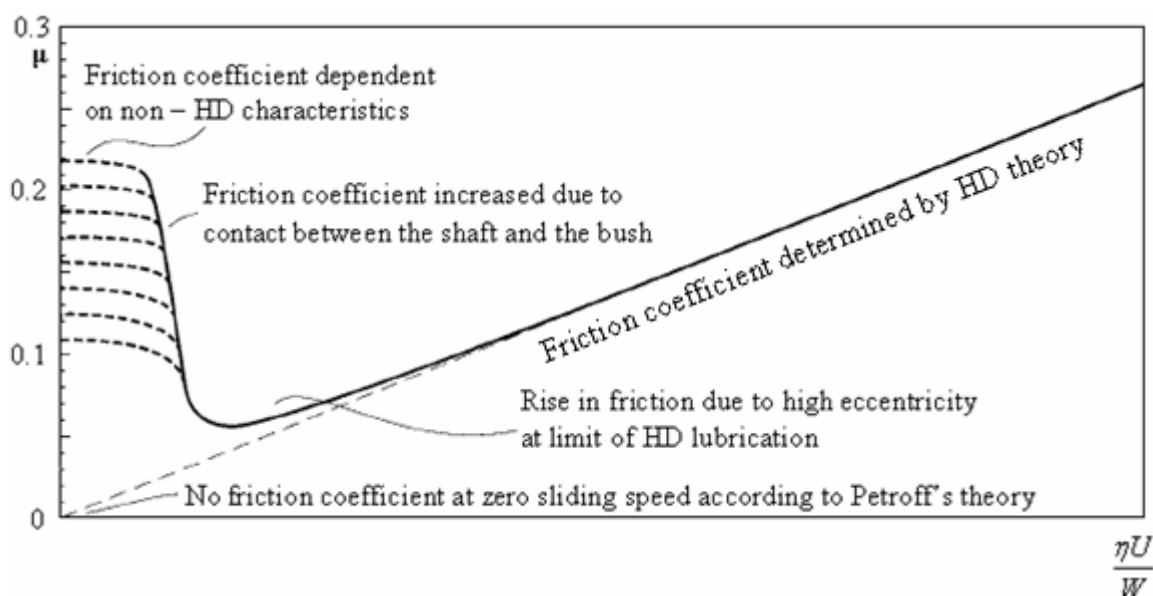 0.3
μ
Friction coefficient dependent
on non – HD characteristics
0.2
Friction coefficient increased due to
contact between the shaft and the bush
Friction coefficient determined by HD theory
0.1
Rise in friction due to high eccentricity
at limit of HD lubrication
No friction coefficient at zero sliding speed according to Petroff's theory
0
ηU
W